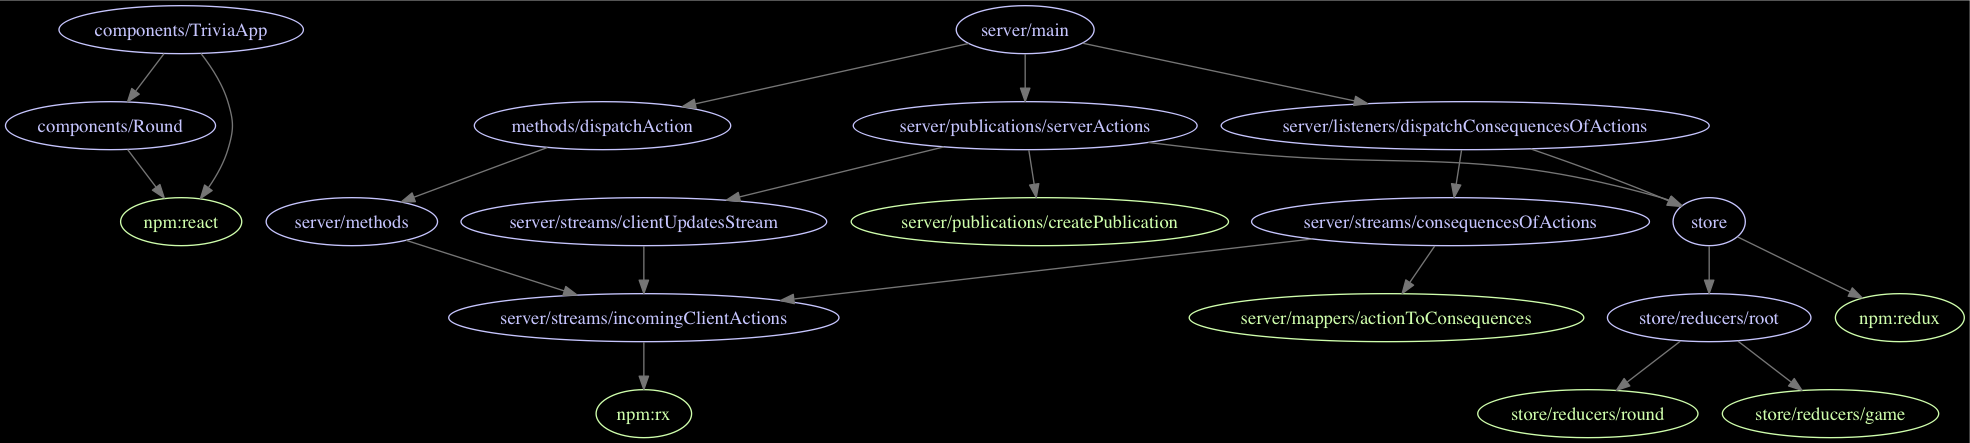 components/TriviaApp
server/main
components/Round
methods/dispatchAction
server/publications/serverActions
server/listeners/dispatchConsequencesOfActions
npm:react
server/methods
server/streams/clientUpdatesStream
server/publications/createPublication
server/streams/consequencesOfActions
store
server/streams/incomingClientActions
server/mappers/actionToConsequences
store/reducers/root
npm:redux
npm:rx
store/reducers/round
store/reducers/game